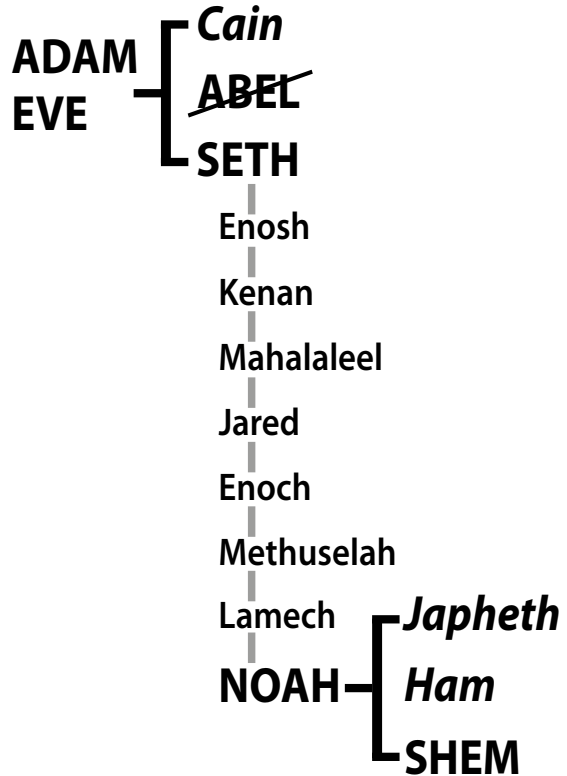 Cain
ADAM
EVE
ABEL
SETH
Enosh
Kenan
Mahalaleel
Jared
Enoch
Methuselah
Lamech
Japheth
NOAH
Ham
SHEM